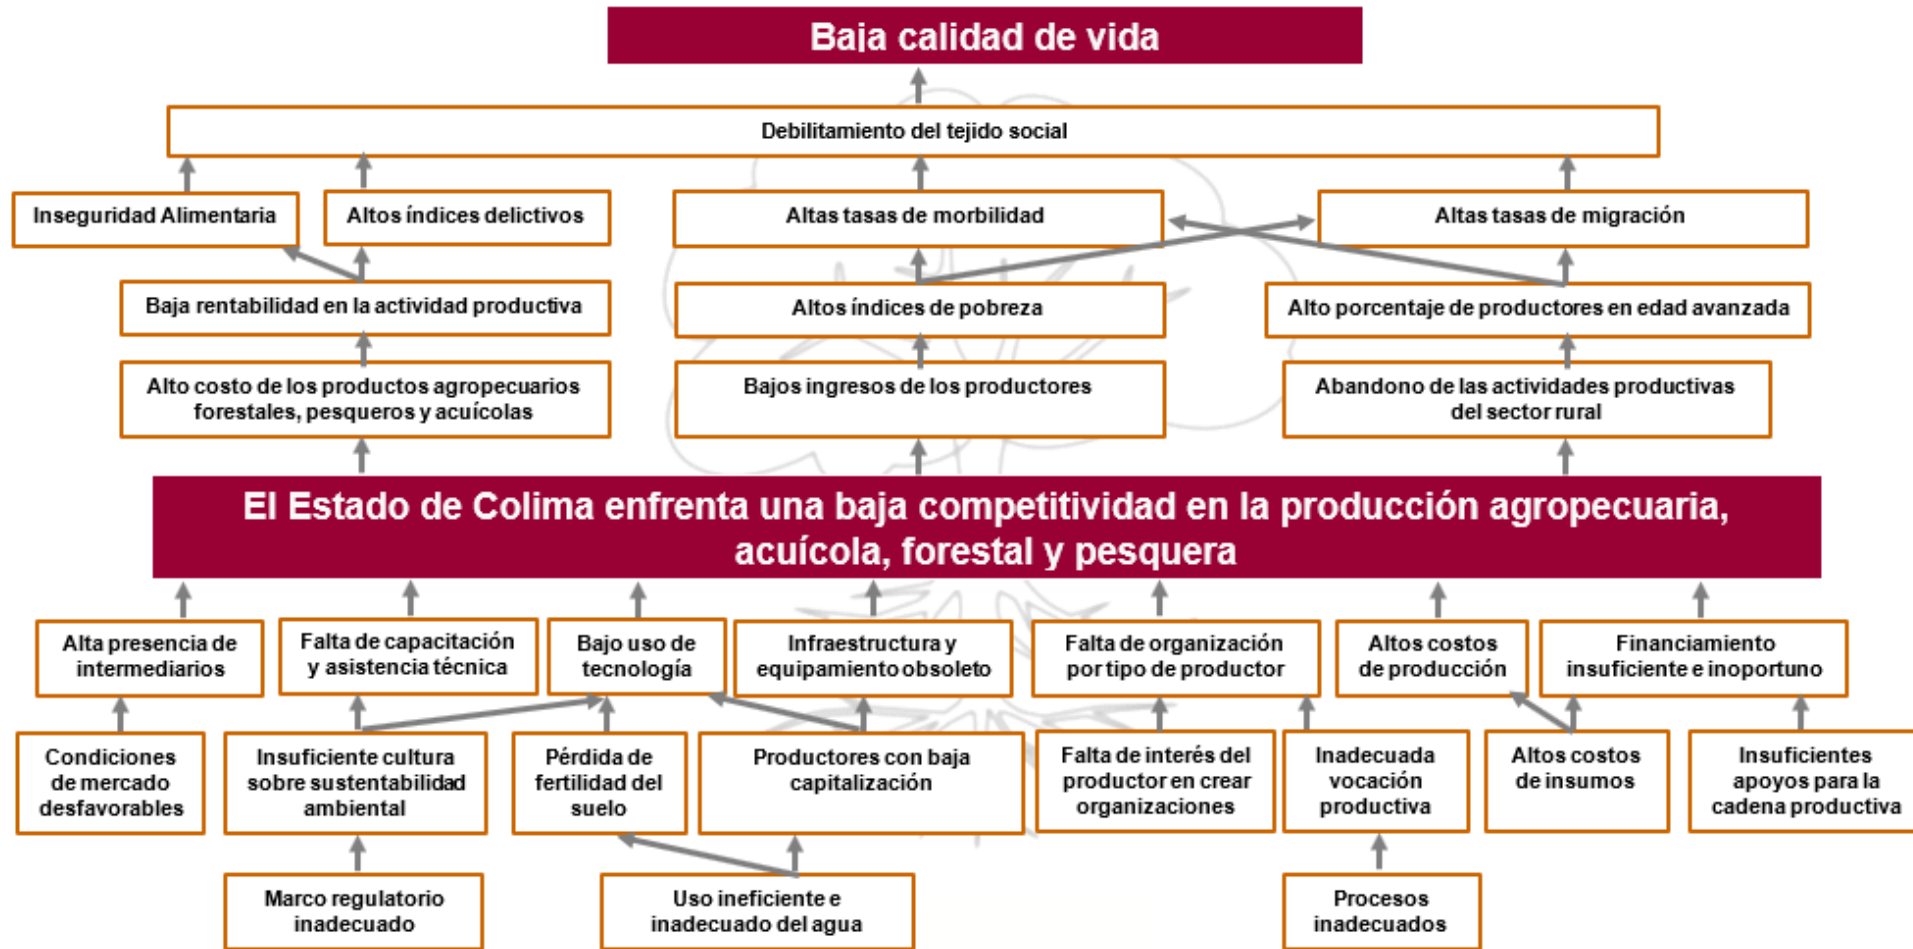 Baja calidad de vida
Debilitamiento del tejido social
Inseguridad Alimentaria
Altos índices delictivos
Altas tasas de morbilidad
Altas tasas de migración
Baja rentabilidad en la actividad productiva
Altos índices de pobreza
Alto porcentaje de productores en edad avanzada
Alto costo de los productos agropecuarios
forestales, pesqueros y acuícolas
Bajos ingresos de los productores
Abandono de las actividades productivas
del sector rural
El Estado de Colima enfrenta una baja competitividad en la producción agropecuaria,
acuícola, forestal y pesquera
Alta presencia de
intermediarios
Falta de capacitación
y asistencia técnica
Bajo uso de
tecnología
Infraestructura y
equipamiento obsoleto
Falta de organización
por tipo de productor
Altos costos
de producción
Financiamiento
insuficiente e inoportuno
Condiciones
de mercado
desfavorables
Insuficiente cultura
sobre sustentabilidad
ambiental
Pérdida de
fertilidad del
suelo
Productores con baja
capitalización
Falta de interés del
productor en crear
organizaciones
Inadecuada
vocación
productiva
Altos costos
de insumos
Insuficientes
apoyos para la
cadena productiva
Marco regulatorio
inadecuado
Uso ineficiente e
inadecuado del agua
Procesos
inadecuados